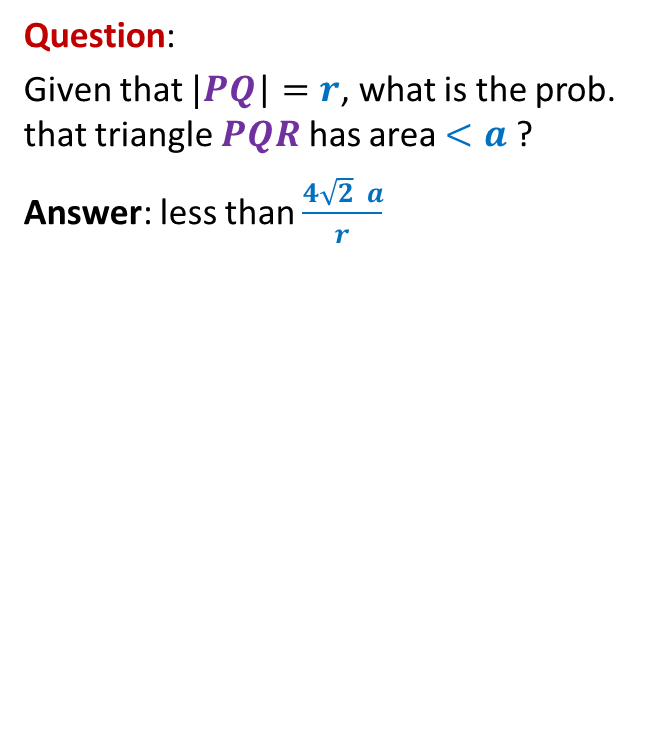 Question:
Given that |PQ| = r, what is the prob.
that triangle PQR has area < a ?
Answer: less than 4√2 a / r